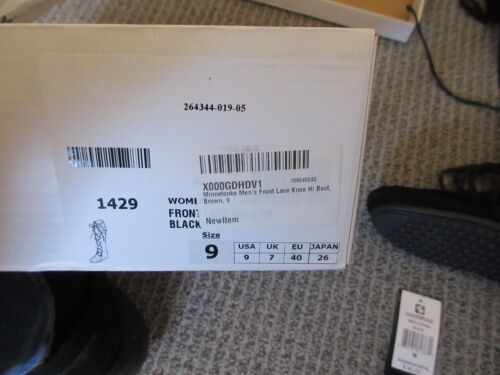 264344-019-05
X000GDHDV1
109645533
Minnetonka Men's Front Lace Knee Hi Boot,
Brown, 9
NewItem
1429
WOME
FRONT
BLACK
Size
9
USA UK EU JAPAN
9 7 40 26